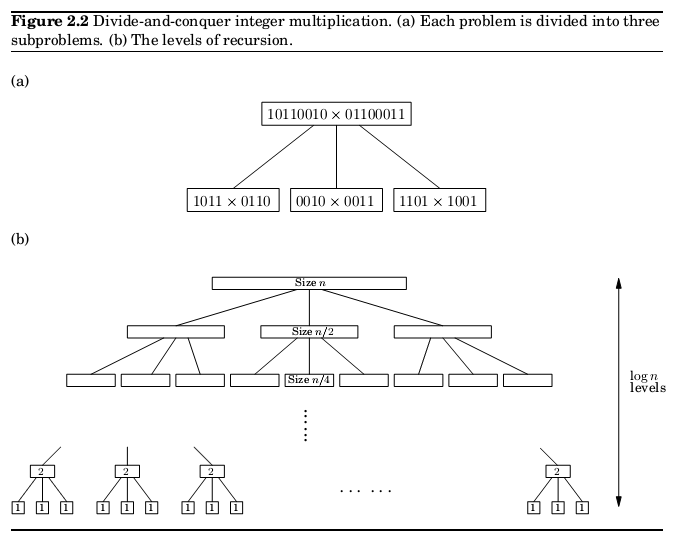 Figure 2.2 Divide-and-conquer integer multiplication. (a) Each problem is divided into three
subproblems. (b) The levels of recursion.
(a)
10110010 × 01100011
1011 × 0110 0010 × 0011 1101 × 1001
(b)
Size n
Size n/2
Size n/4
log n
levels
2 2 2 2
1 1 1 1 1 1 1 1 1 1 1 1